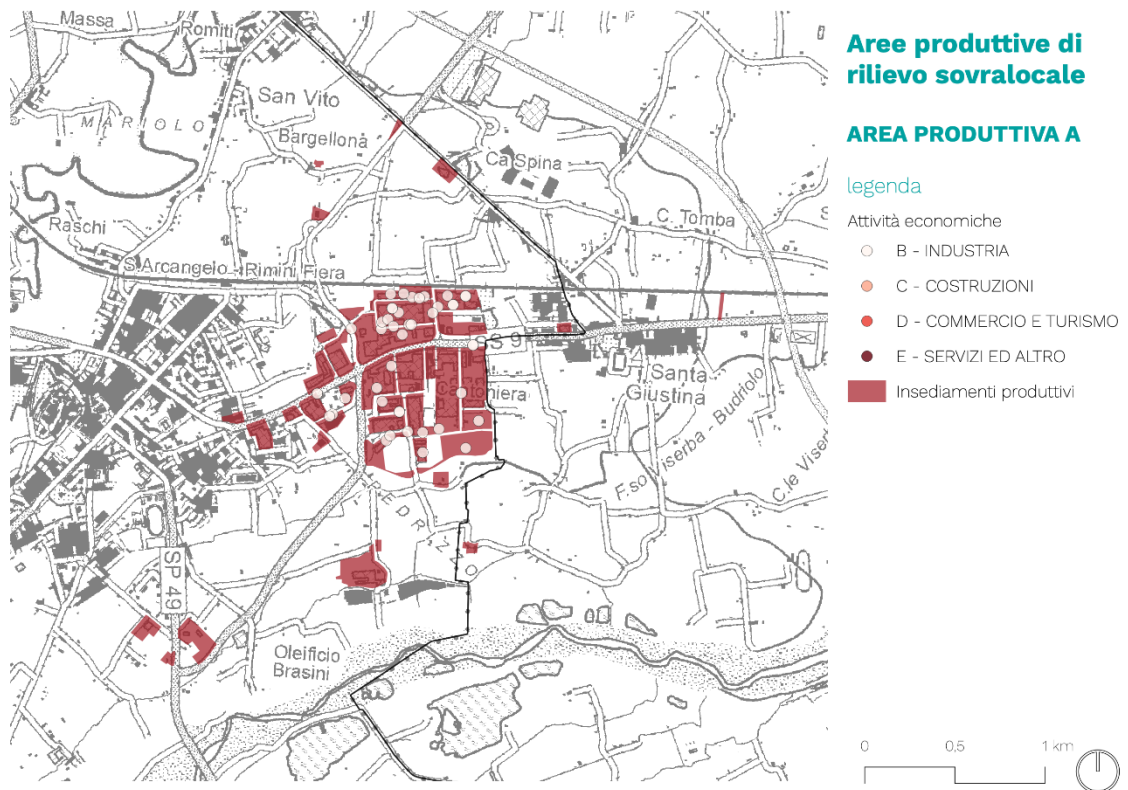 Massa
Romiti
San Vito
MARIOLO
Bargellona
Ca Spina
C. Tomba
Raschi
S.Arcangelo - Rimini Fiera
SS 9
Santa
Giustina
F.so Viserba - Budriolo
C.le Viser
SP 49
Oleificio
Brasini
Aree produttive di
rilievo sovralocale
AREA PRODUTTIVA A
legenda
Attività economiche
B - INDUSTRIA
C - COSTRUZIONI
D - COMMERCIO E TURISMO
E - SERVIZI ED ALTRO
Insediamenti produttivi
0 0,5 1 km